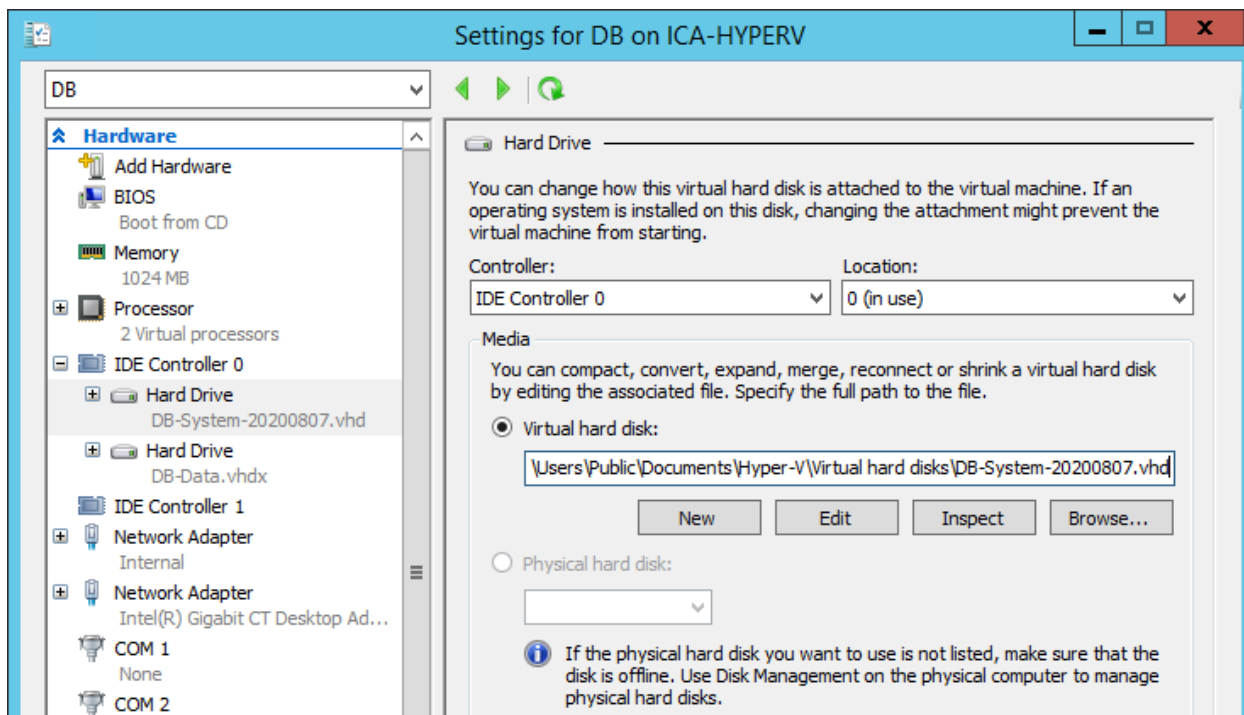 Settings for DB on ICA-HYPERV
DB
Hardware
Add Hardware
BIOS
Boot from CD
Memory
1024 MB
Processor
2 Virtual processors
IDE Controller 0
Hard Drive
DB-System-20200807.vhd
Hard Drive
DB-Data.vhdx
IDE Controller 1
Network Adapter
Internal
Network Adapter
Intel(R) Gigabit CT Desktop Ad...
COM 1
None
COM 2
Hard Drive
You can change how this virtual hard disk is attached to the virtual machine. If an
operating system is installed on this disk, changing the attachment might prevent the
virtual machine from starting.
Controller:
Location:
IDE Controller 0
0 (in use)
Media
You can compact, convert, expand, merge, reconnect or shrink a virtual hard disk
by editing the associated file. Specify the full path to the file.
Virtual hard disk:
\Users\Public\Documents\Hyper-V\Virtual hard disks\DB-System-20200807.vhd
New
Edit
Inspect
Browse...
Physical hard disk:
If the physical hard disk you want to use is not listed, make sure that the
disk is offline. Use Disk Management on the physical computer to manage
physical hard disks.